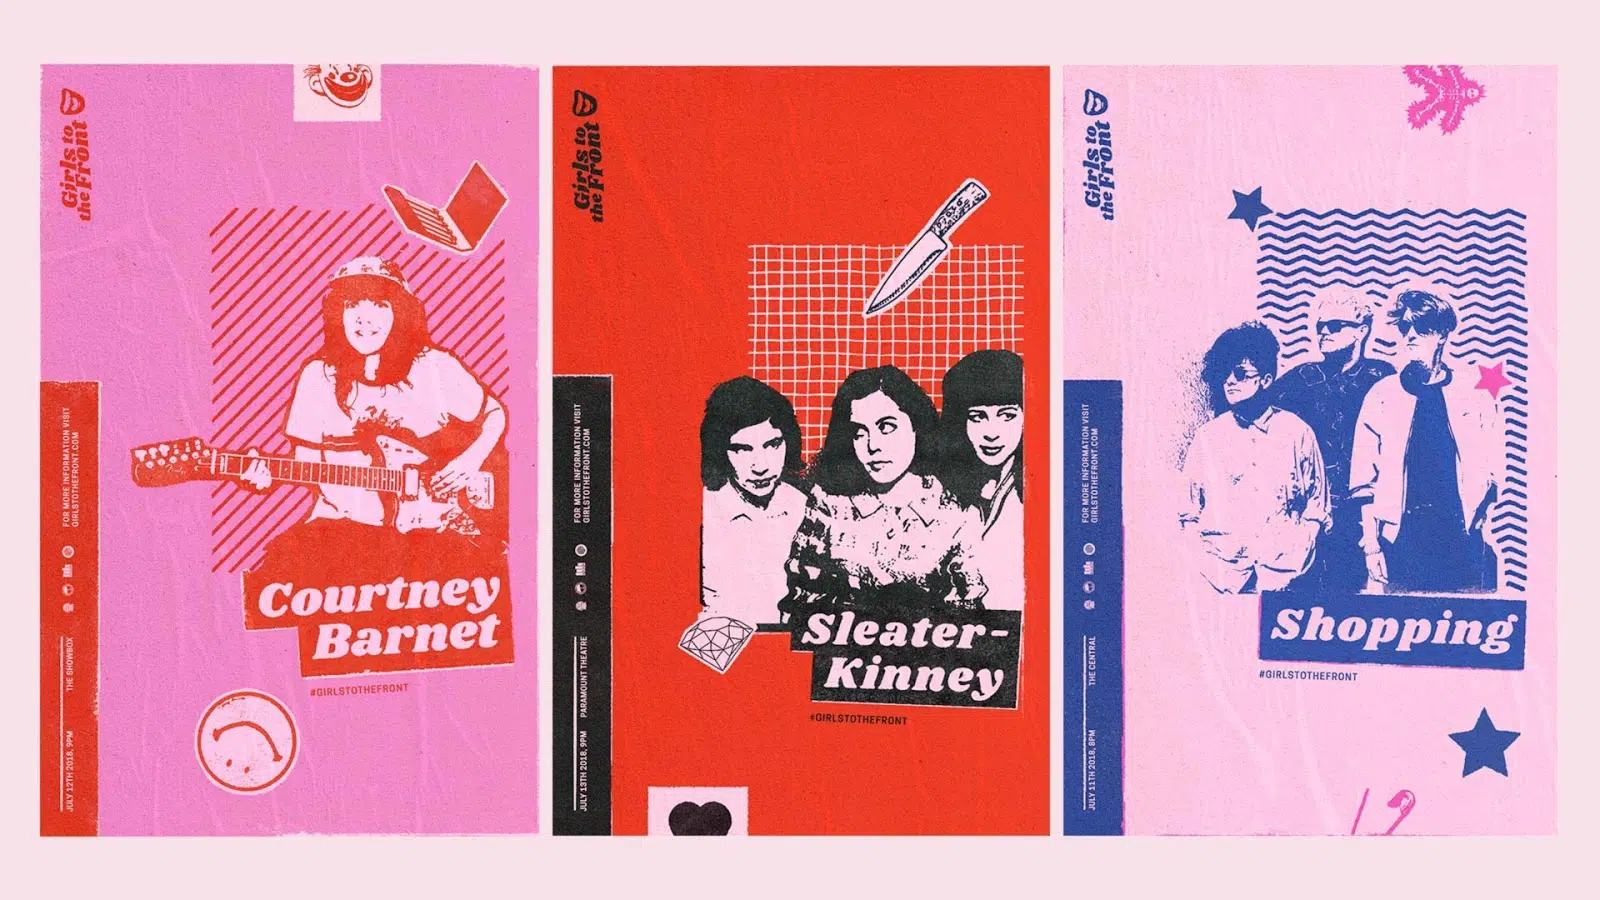 Girls to
the Front
FOR MORE INFORMATION VISIT
GIRLSTOTHEFRONT.COM
THE SHOWBOX
JULY 12TH 2018, 9PM
Courtney
Barnet
#GIRLSTOTHEFRONT
Girls to
the Front
FOR MORE INFORMATION VISIT
GIRLSTOTHEFRONT.COM
PARAMOUNT THEATRE
JULY 13TH 2018, 9PM
Sleater-
Kinney
#GIRLSTOTHEFRONT
Girls to
the Front
FOR MORE INFORMATION VISIT
GIRLSTOTHEFRONT.COM
THE CENTRAL
JULY 11TH 2018, 8PM
Shopping
#GIRLSTOTHEFRONT